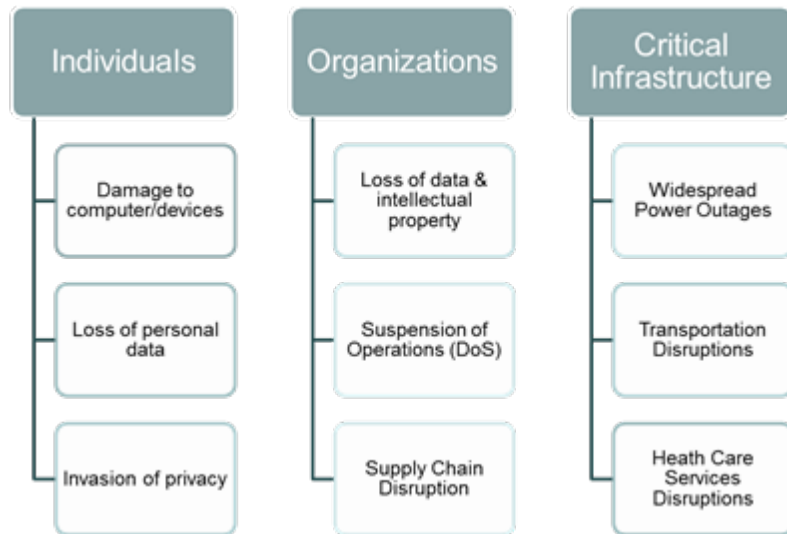 Individuals
Damage to
computer/devices
Loss of personal
data
Invasion of privacy
Organizations
Loss of data &
intellectual
property
Suspension of
Operations (DoS)
Supply Chain
Disruption
Critical
Infrastructure
Widespread
Power Outages
Transportation
Disruptions
Heath Care
Services
Disruptions